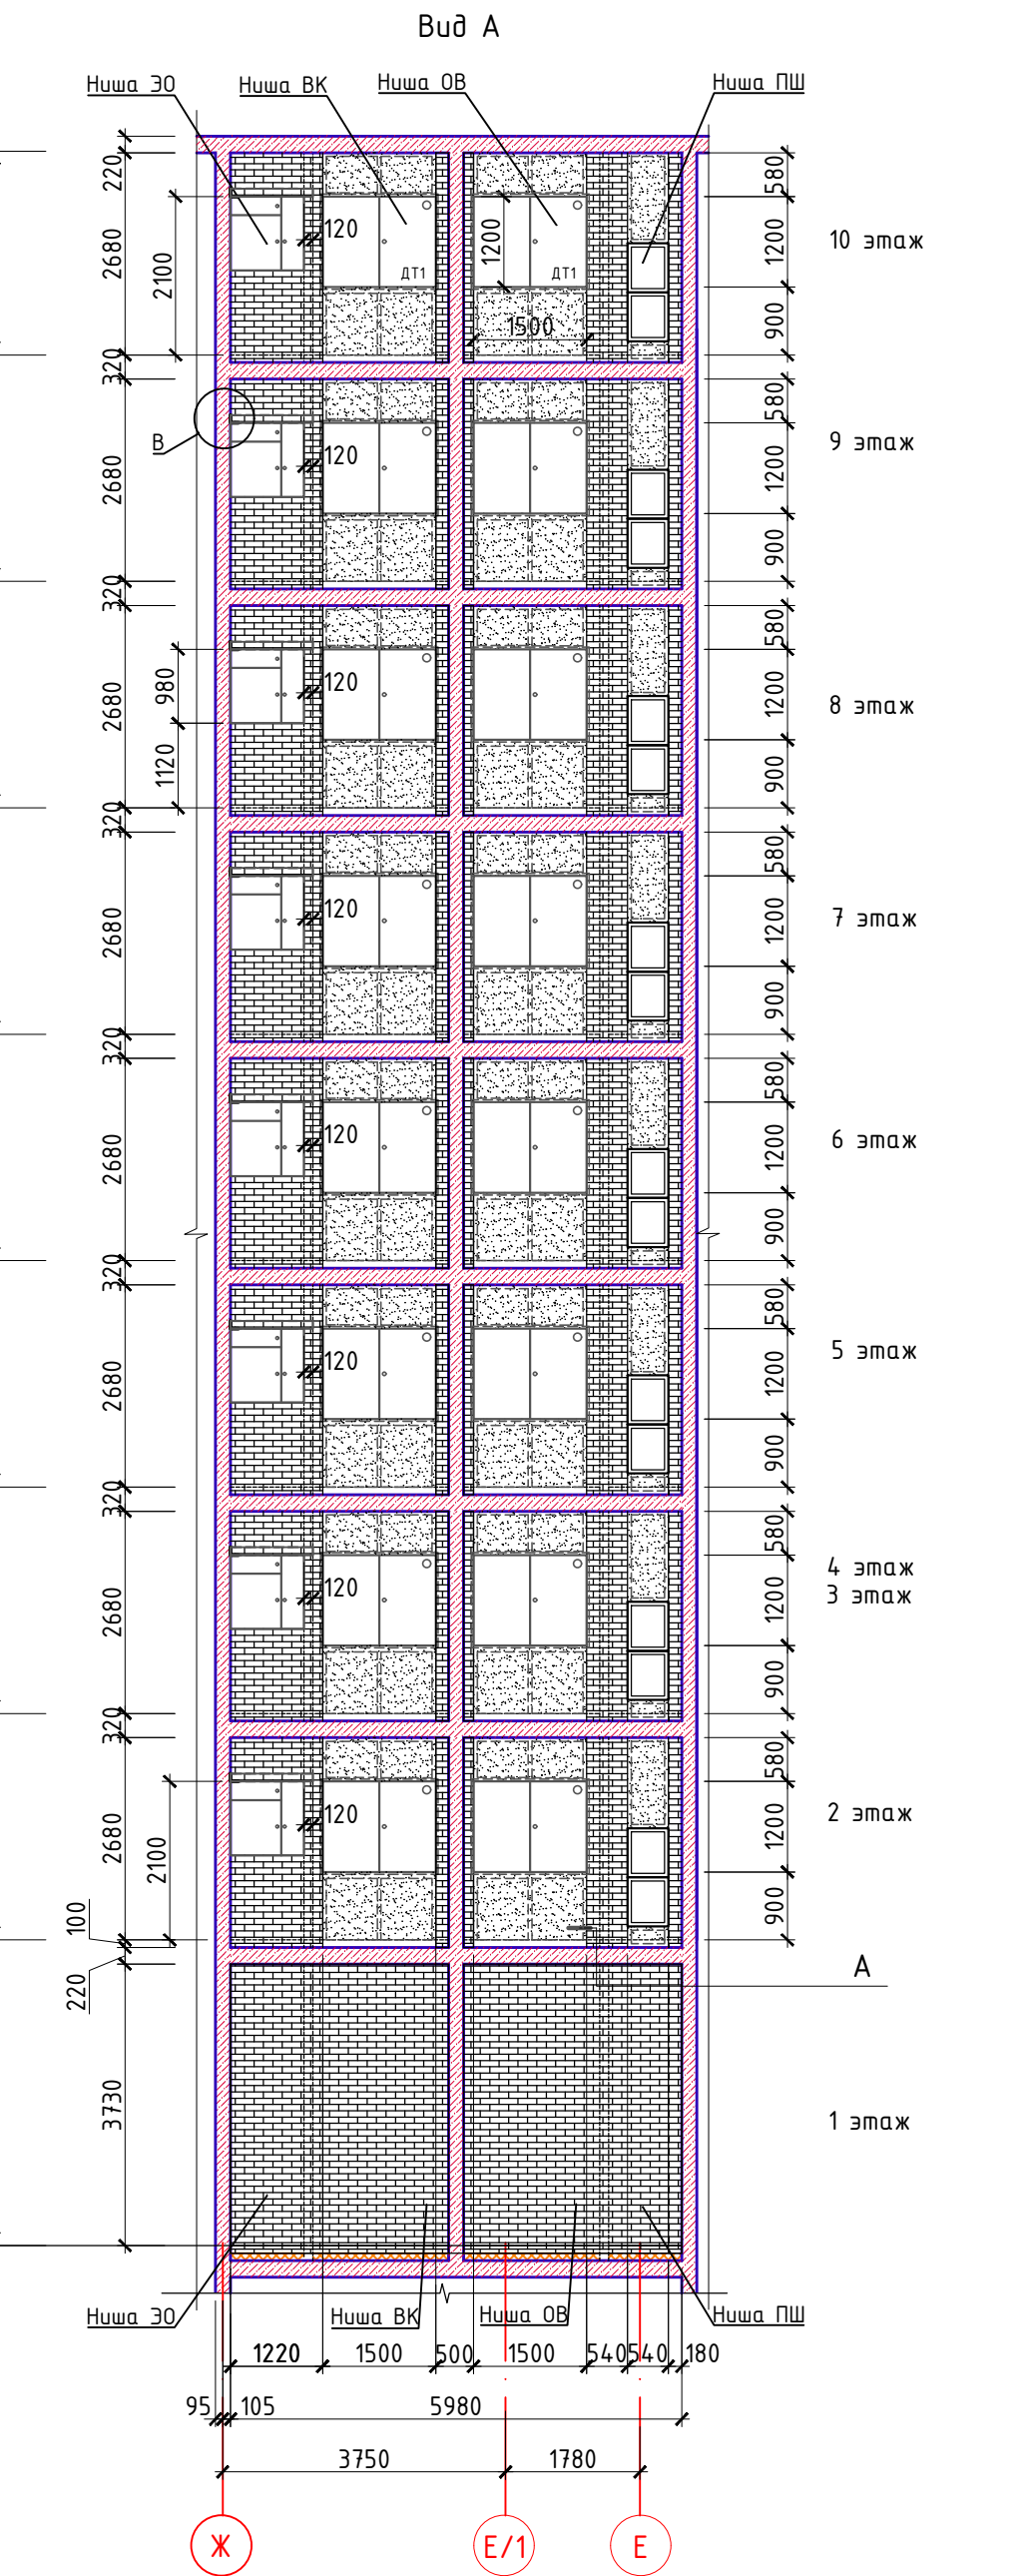 Вид А
Ниша ЭО
Ниша ВК
Ниша ОВ
Ниша ПШ
220
580
2680
2100
120
1200
1200
10 этаж
ДТ1
ДТ1
1500
900
320
580
В
2680
120
1200
9 этаж
900
320
580
980
2680
120
1200
8 этаж
1120
900
320
580
2680
120
1200
7 этаж
900
320
580
2680
120
1200
6 этаж
900
320
580
2680
120
1200
5 этаж
900
320
580
2680
120
1200
4 этаж
3 этаж
900
320
580
2680
2100
120
1200
2 этаж
900
100
А
220
3730
1 этаж
Ниша ЭО
Ниша ВК
Ниша ОВ
Ниша ПШ
1220
1500
500
1500
540
540
180
95
105
5980
3750
1780
Ж
Е/1
Е